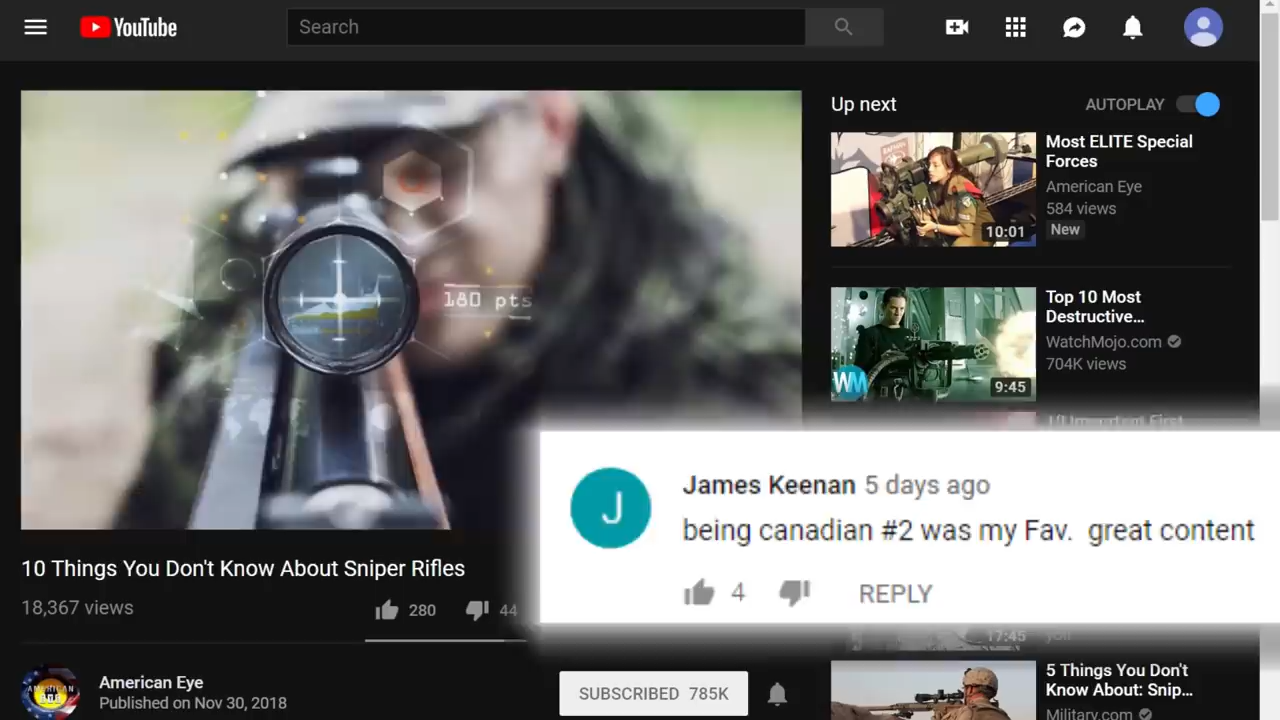 YouTube
Search
Up next
AUTOPLAY
Most ELITE Special
Forces
American Eye
584 views
New
10:01
180 pts
Top 10 Most
Destructive…
WatchMojo.com
704K views
WM
9:45
James Keenan 5 days ago
being canadian #2 was my Fav. great content
4
REPLY
10 Things You Don't Know About Sniper Rifles
18,367 views
280
44
17:45
American Eye
Published on Nov 30, 2018
SUBSCRIBED 785K
5 Things You Don't
Know About: Snip…
Military.com
J